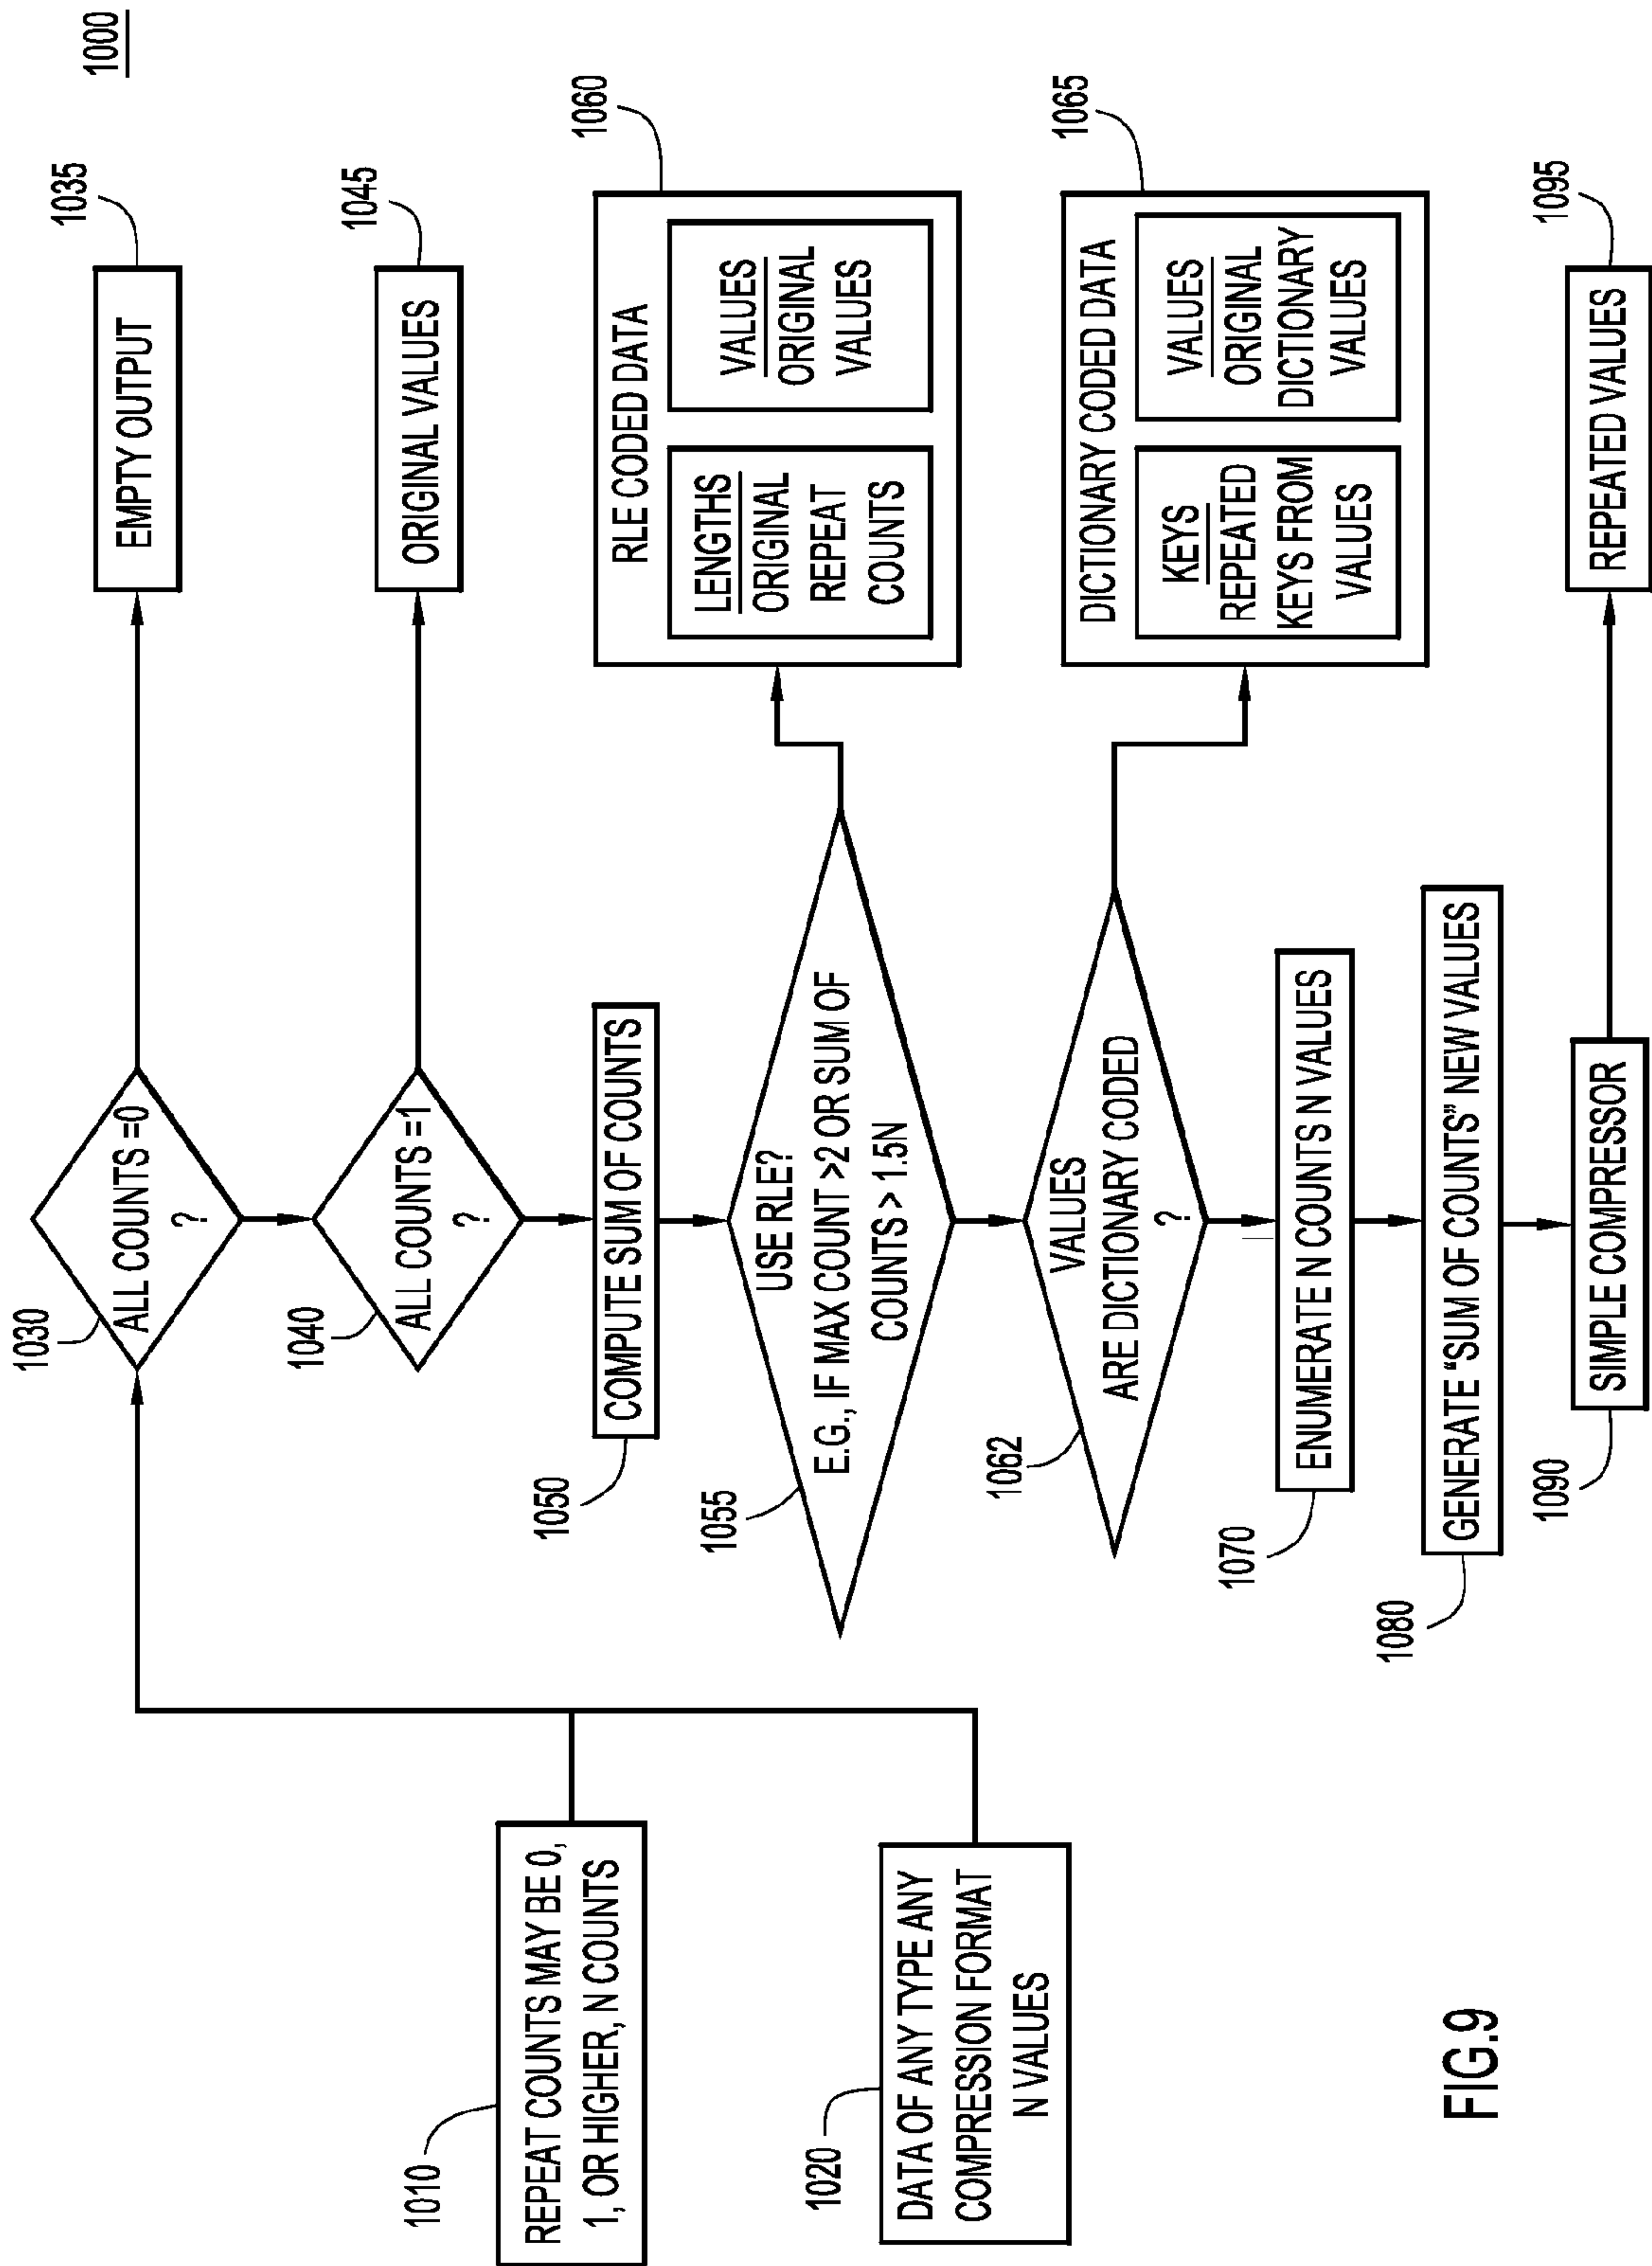 1000
1010
REPEAT COUNTS MAY BE 0,
1, OR HIGHER, N COUNTS
1020
DATA OF ANY TYPE ANY
COMPRESSION FORMAT
N VALUES
1030
ALL COUNTS =0
?
1035
EMPTY OUTPUT
1040
ALL COUNTS =1
?
1045
ORIGINAL VALUES
1050
COMPUTE SUM OF COUNTS
1055
USE RLE?
E.G., IF MAX COUNT >2 OR SUM OF
COUNTS > 1.5N
1060
RLE CODED DATA
LENGTHS
ORIGINAL
REPEAT
COUNTS
VALUES
ORIGINAL
VALUES
1062
VALUES
ARE DICTIONARY CODED
?
1065
DICTIONARY CODED DATA
KEYS
REPEATED
KEYS FROM
VALUES
VALUES
ORIGINAL
DICTIONARY
VALUES
1070
ENUMERATE N COUNTS N VALUES
1080
GENERATE “SUM OF COUNTS” NEW VALUES
1090
SIMPLE COMPRESSOR
1095
REPEATED VALUES
FIG.9